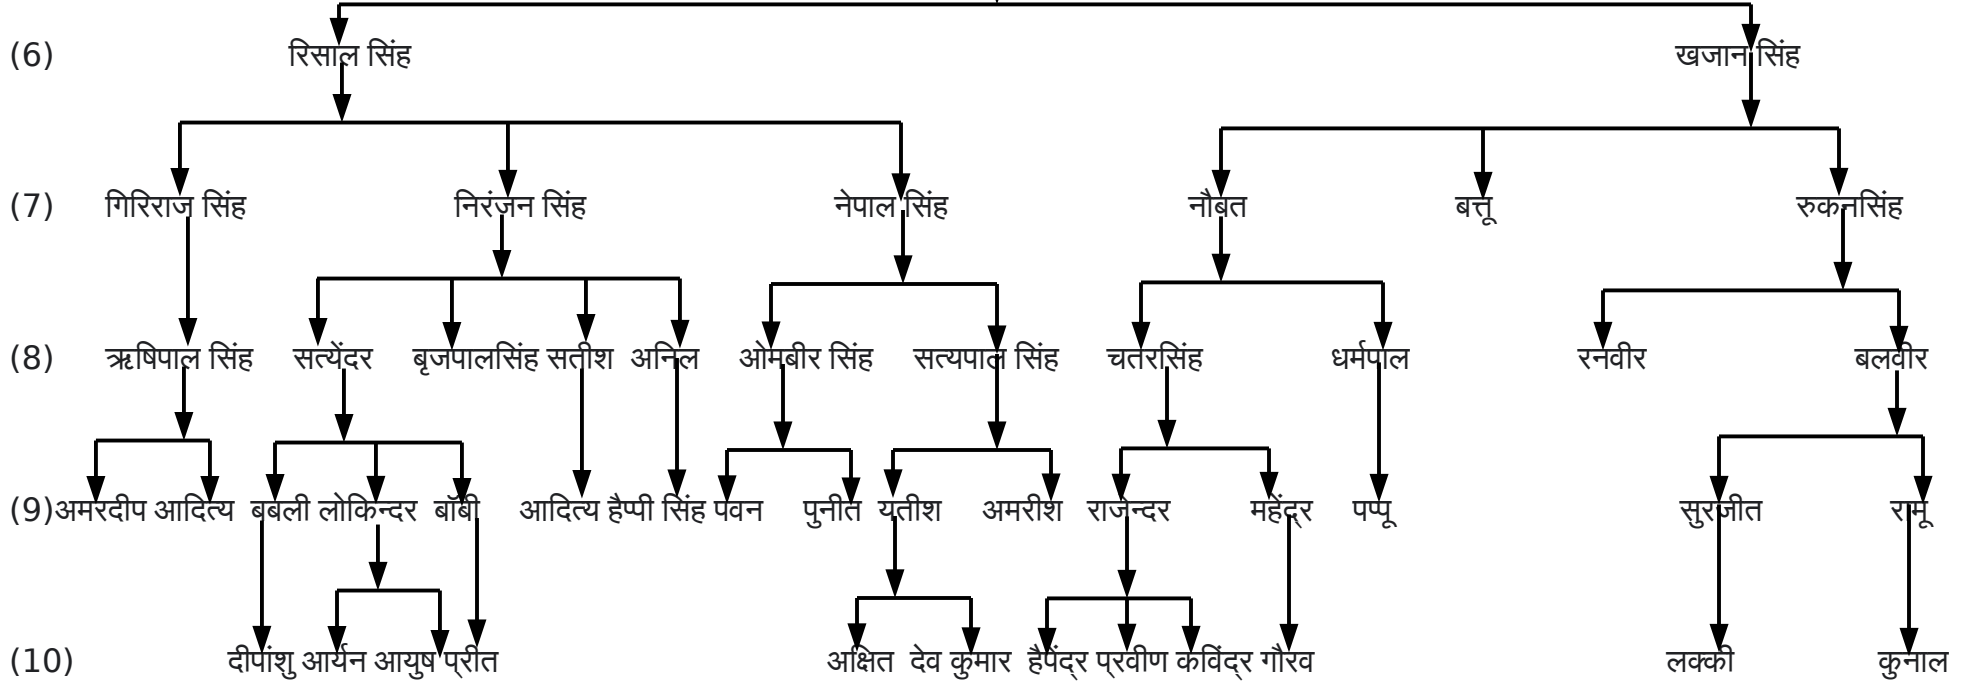 (6) रिसाल सिंह खजान सिंह
(7) गिरिराज सिंह निरंजन सिंह नेपाल सिंह नौबत बत्तू रुकनसिंह
(8) ऋषिपाल सिंह सत्येंदर बृजपालसिंह सतीश अनिल ओमबीर सिंह सत्यपाल सिंह चतरसिंह धर्मपाल रनवीर बलवीर
(9) अमरदीप आदित्य बबली लोकिन्दर बॉबी आदित्य हैप्पी सिंह पवन पुनीत यतीश अमरीश राजेन्दर महेंद्र पप्पू सुरजीत रामू
(10) दीपांशु आर्यन आयुष प्रीत अक्षित देव कुमार हैपेंद्र प्रवीण कविंद्र गौरव लक्की कुनाल